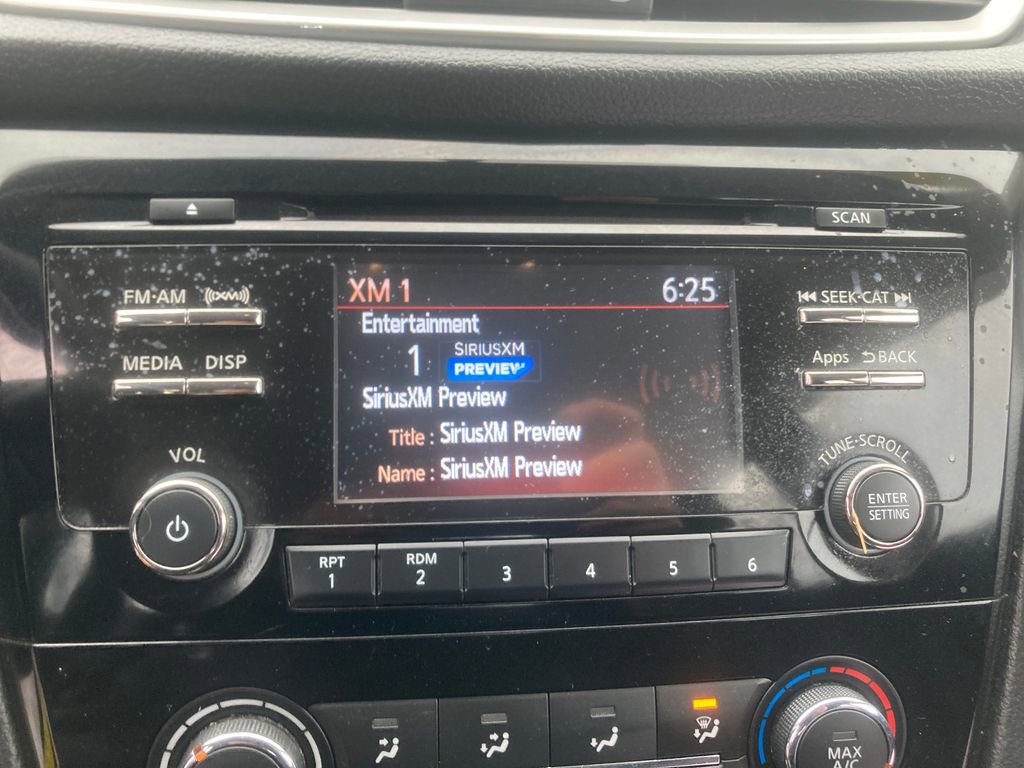 SCAN
FM·AM ((XM))
SEEK·CAT
MEDIA DISP
Apps BACK
XM 1 6:25
Entertainment
1 SIRIUSXM
PREVIEW
SiriusXM Preview
Title : SiriusXM Preview
Name : SiriusXM Preview
VOL
TUNE·SCROLL
ENTER
SETTING
RPT
1
RDM
2
3
4
5
6
MAX
A/C